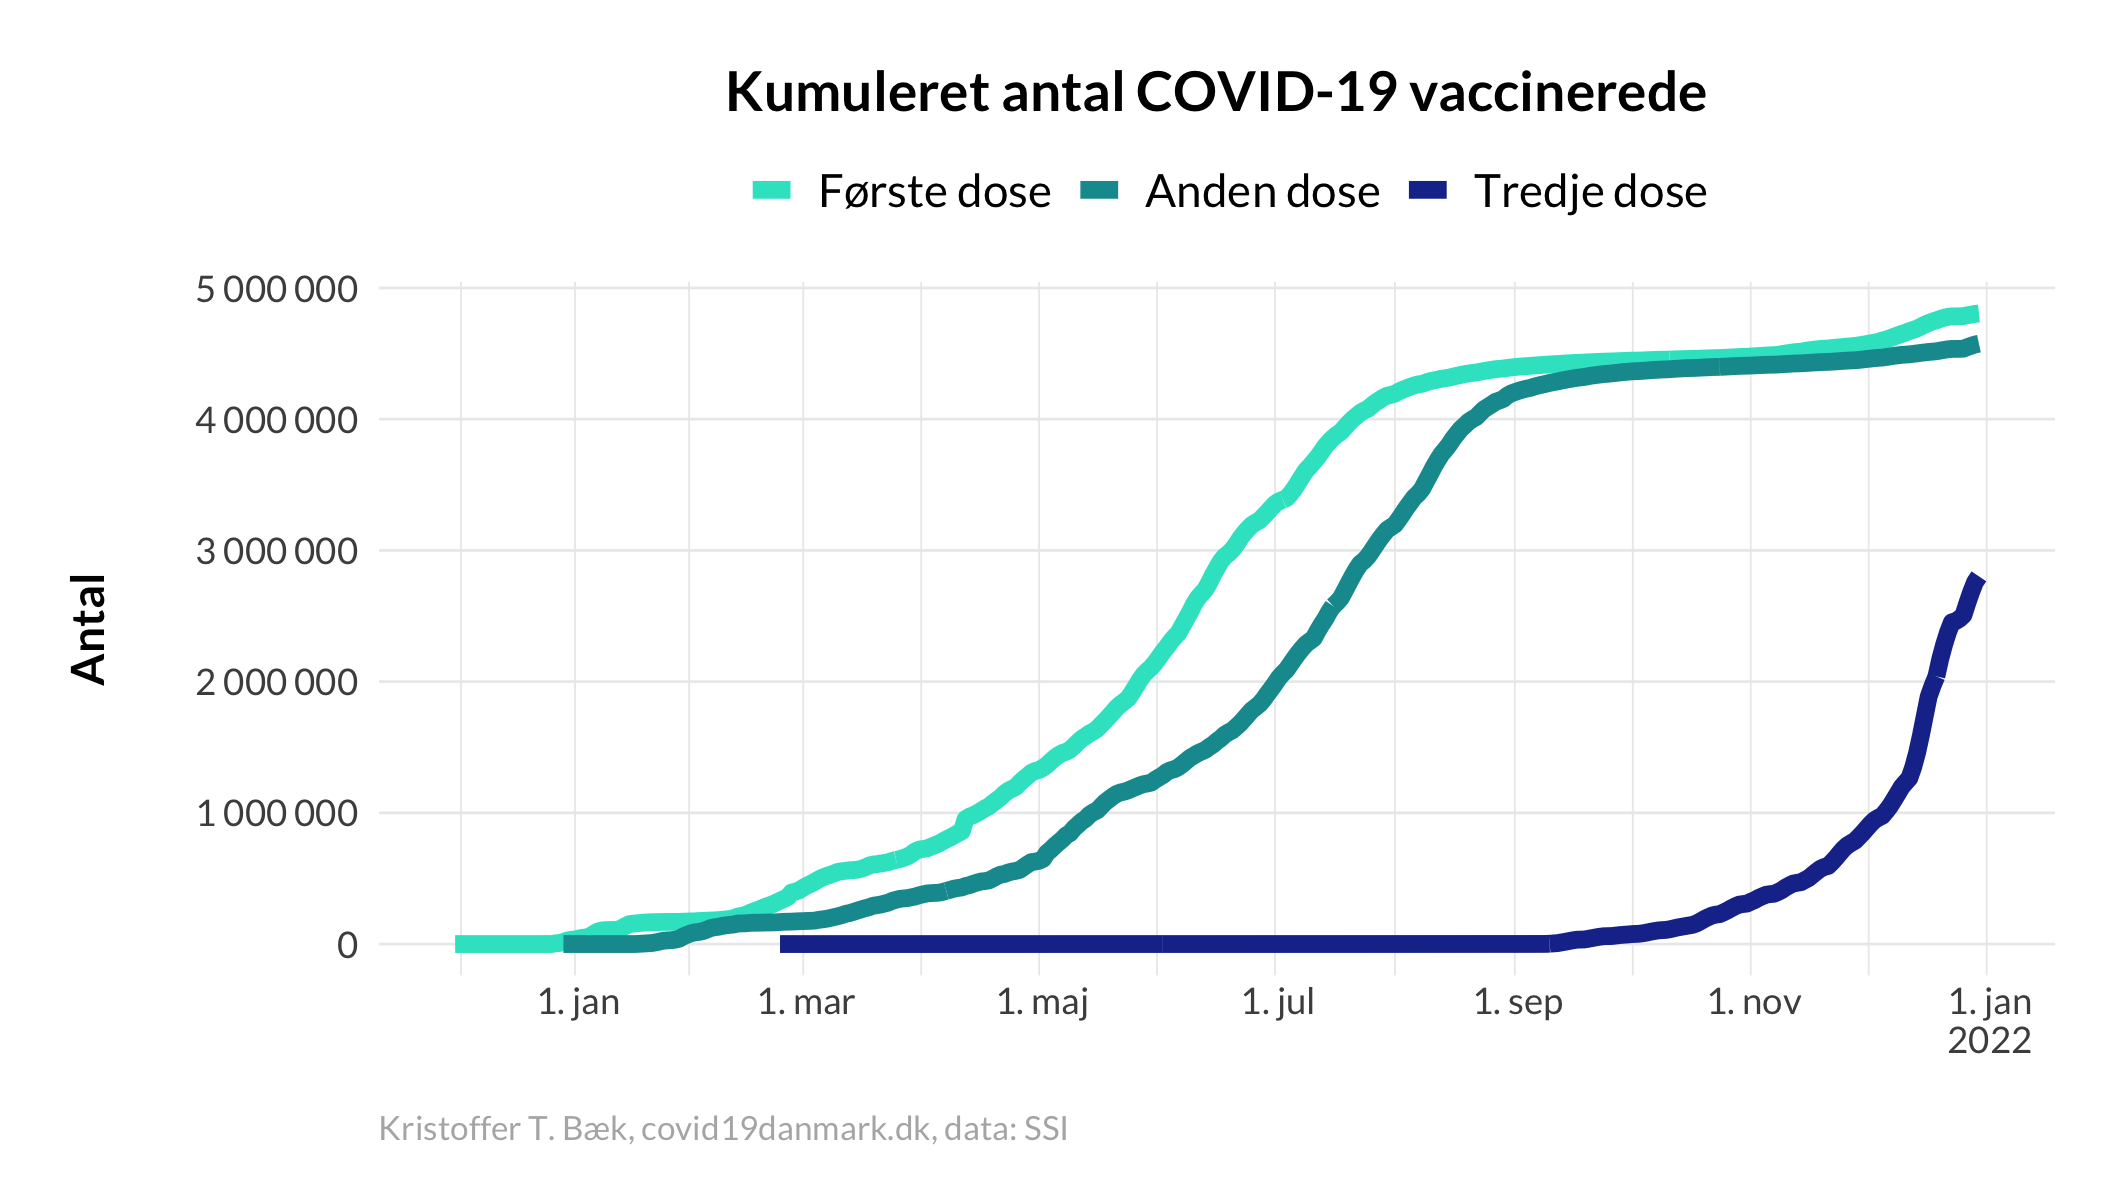 Kumuleret antal COVID-19 vaccinerede
Første dose Anden dose Tredje dose
5 000 000
4 000 000
3 000 000
2 000 000
1 000 000
0
Antal
1. jan 1. mar 1. maj 1. jul 1. sep 1. nov 1. jan
2022
Kristoffer T. Bæk, covid19danmark.dk, data: SSI